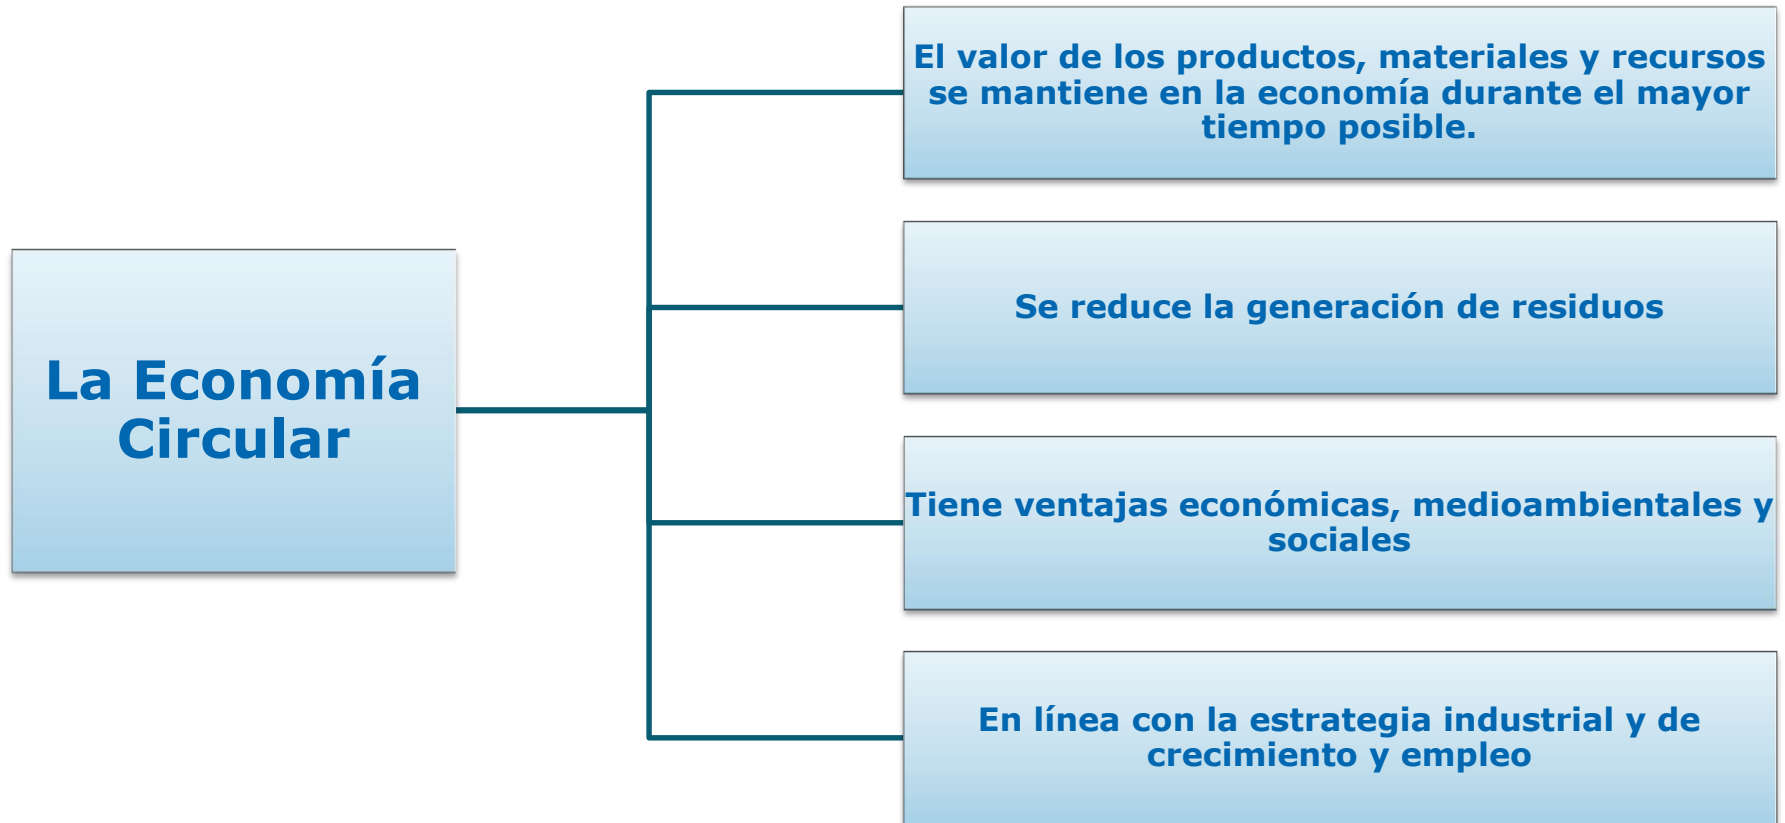 La Economía
Circular
El valor de los productos, materiales y recursos
se mantiene en la economía durante el mayor
tiempo posible.
Se reduce la generación de residuos
Tiene ventajas económicas, medioambientales y
sociales
En línea con la estrategia industrial y de
crecimiento y empleo